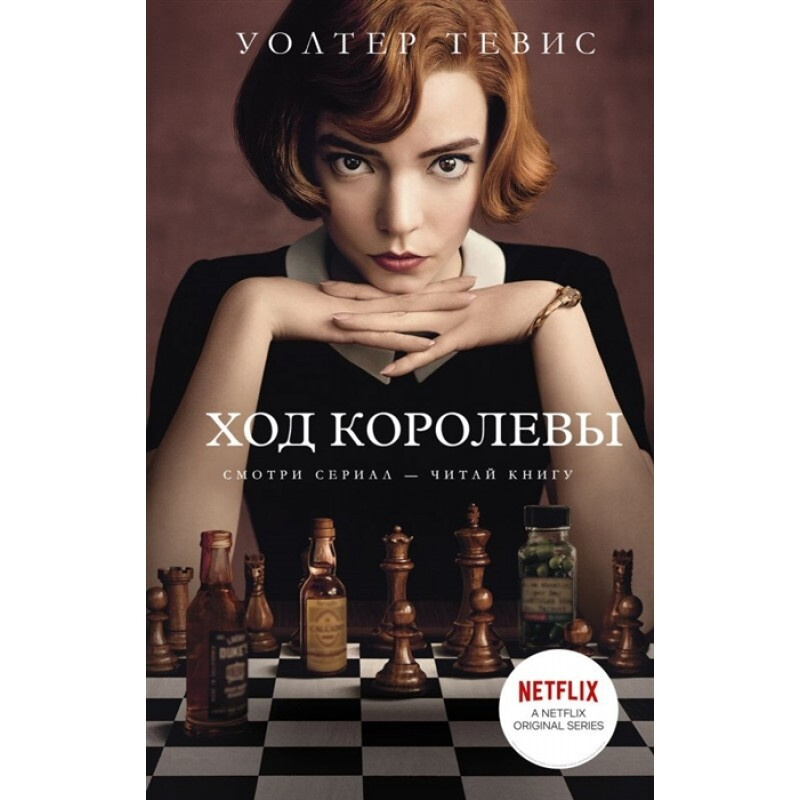 УОЛТЕР ТЕВИС
ХОД КОРОЛЕВЫ
СМОТРИ СЕРИАЛ — ЧИТАЙ КНИГУ
NETFLIX
A NETFLIX
ORIGINAL SERIES